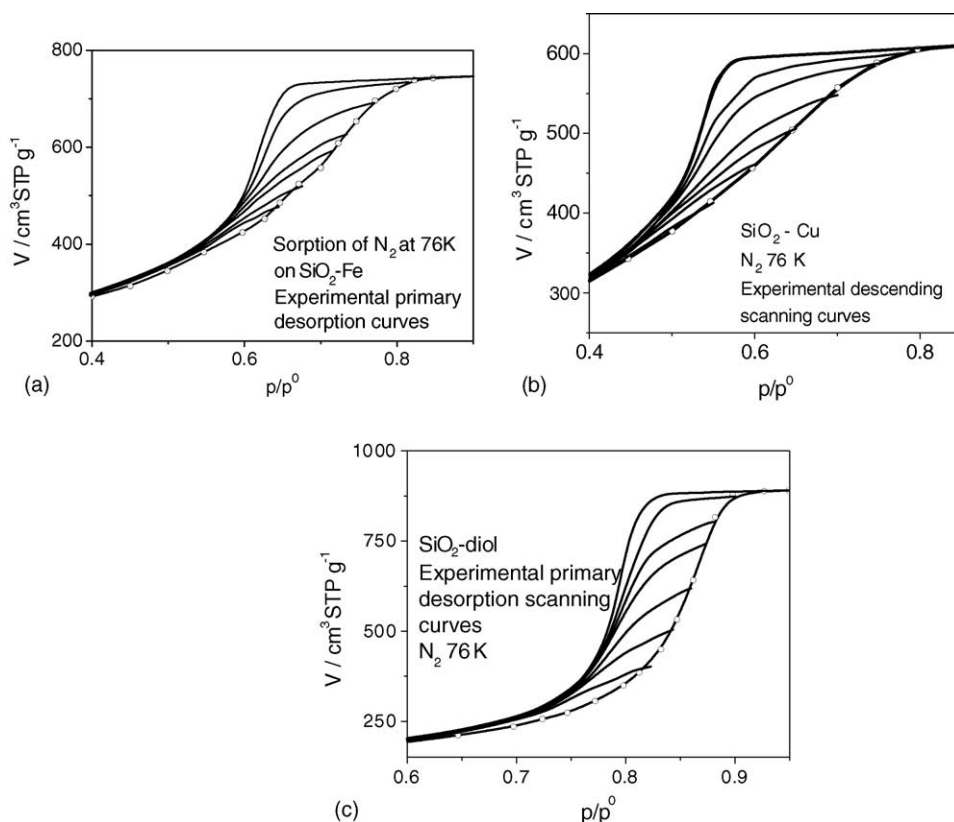 800
600
400
200
V / cm³STP g⁻¹
Sorption of N₂ at 76K
on SiO₂-Fe
Experimental primary
desorption curves
0.4
0.6
0.8
p/p⁰
(a)
600
500
400
300
V / cm³STP g⁻¹
SiO₂ - Cu
N₂ 76 K
Experimental descending
scanning curves
0.4
0.6
0.8
p/p⁰
(b)
1000
750
500
250
V / cm³STP g⁻¹
SiO₂-diol
Experimental primary
desorption scanning
curves
N₂ 76 K
0.6
0.7
0.8
0.9
p/p⁰
(c)